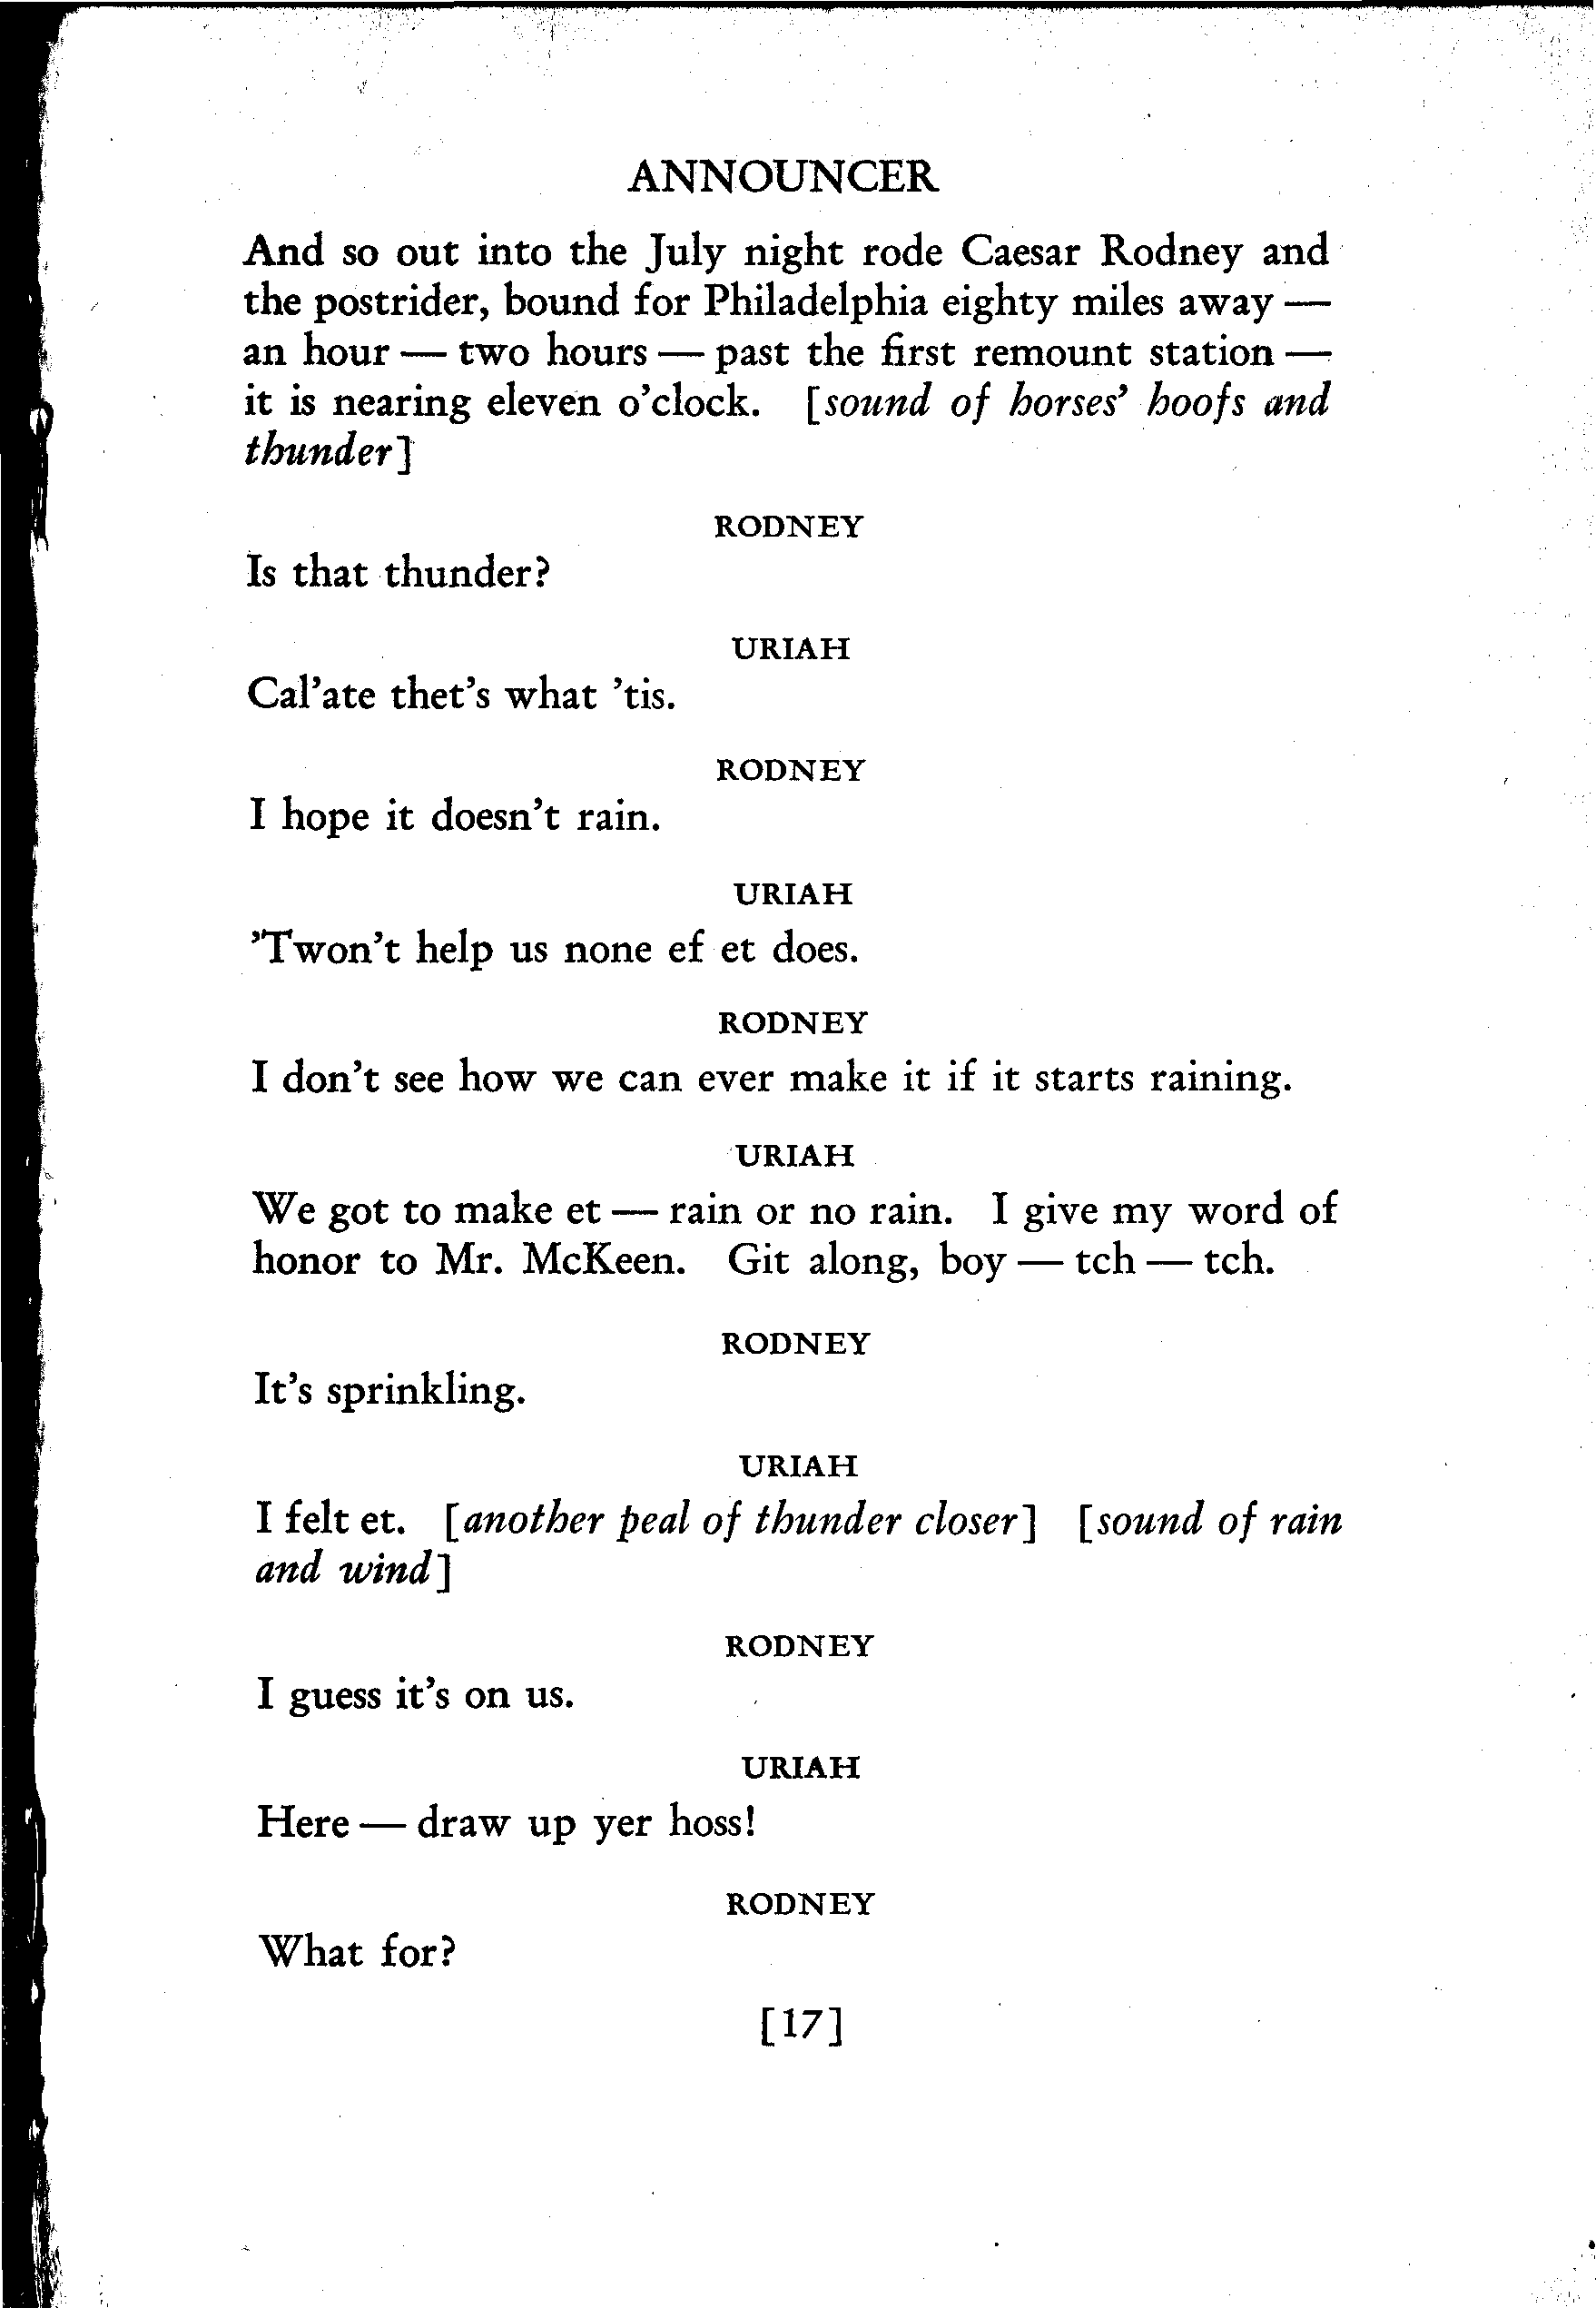 ANNOUNCER
And so out into the July night rode Caesar Rodney and
the postrider, bound for Philadelphia eighty miles away —
an hour — two hours — past the first remount station —
it is nearing eleven o'clock. [sound of horses' hoofs and
thunder]
RODNEY
Is that thunder?
URIAH
Cal'ate thet's what 'tis.
RODNEY
I hope it doesn't rain.
URIAH
'Twon't help us none ef et does.
RODNEY
I don't see how we can ever make it if it starts raining.
URIAH
We got to make et — rain or no rain. I give my word of
honor to Mr. McKeen. Git along, boy — tch — tch.
RODNEY
It's sprinkling.
URIAH
I felt et. [another peal of thunder closer] [sound of rain
and wind]
RODNEY
I guess it's on us.
URIAH
Here — draw up yer hoss!
RODNEY
What for?
[17]